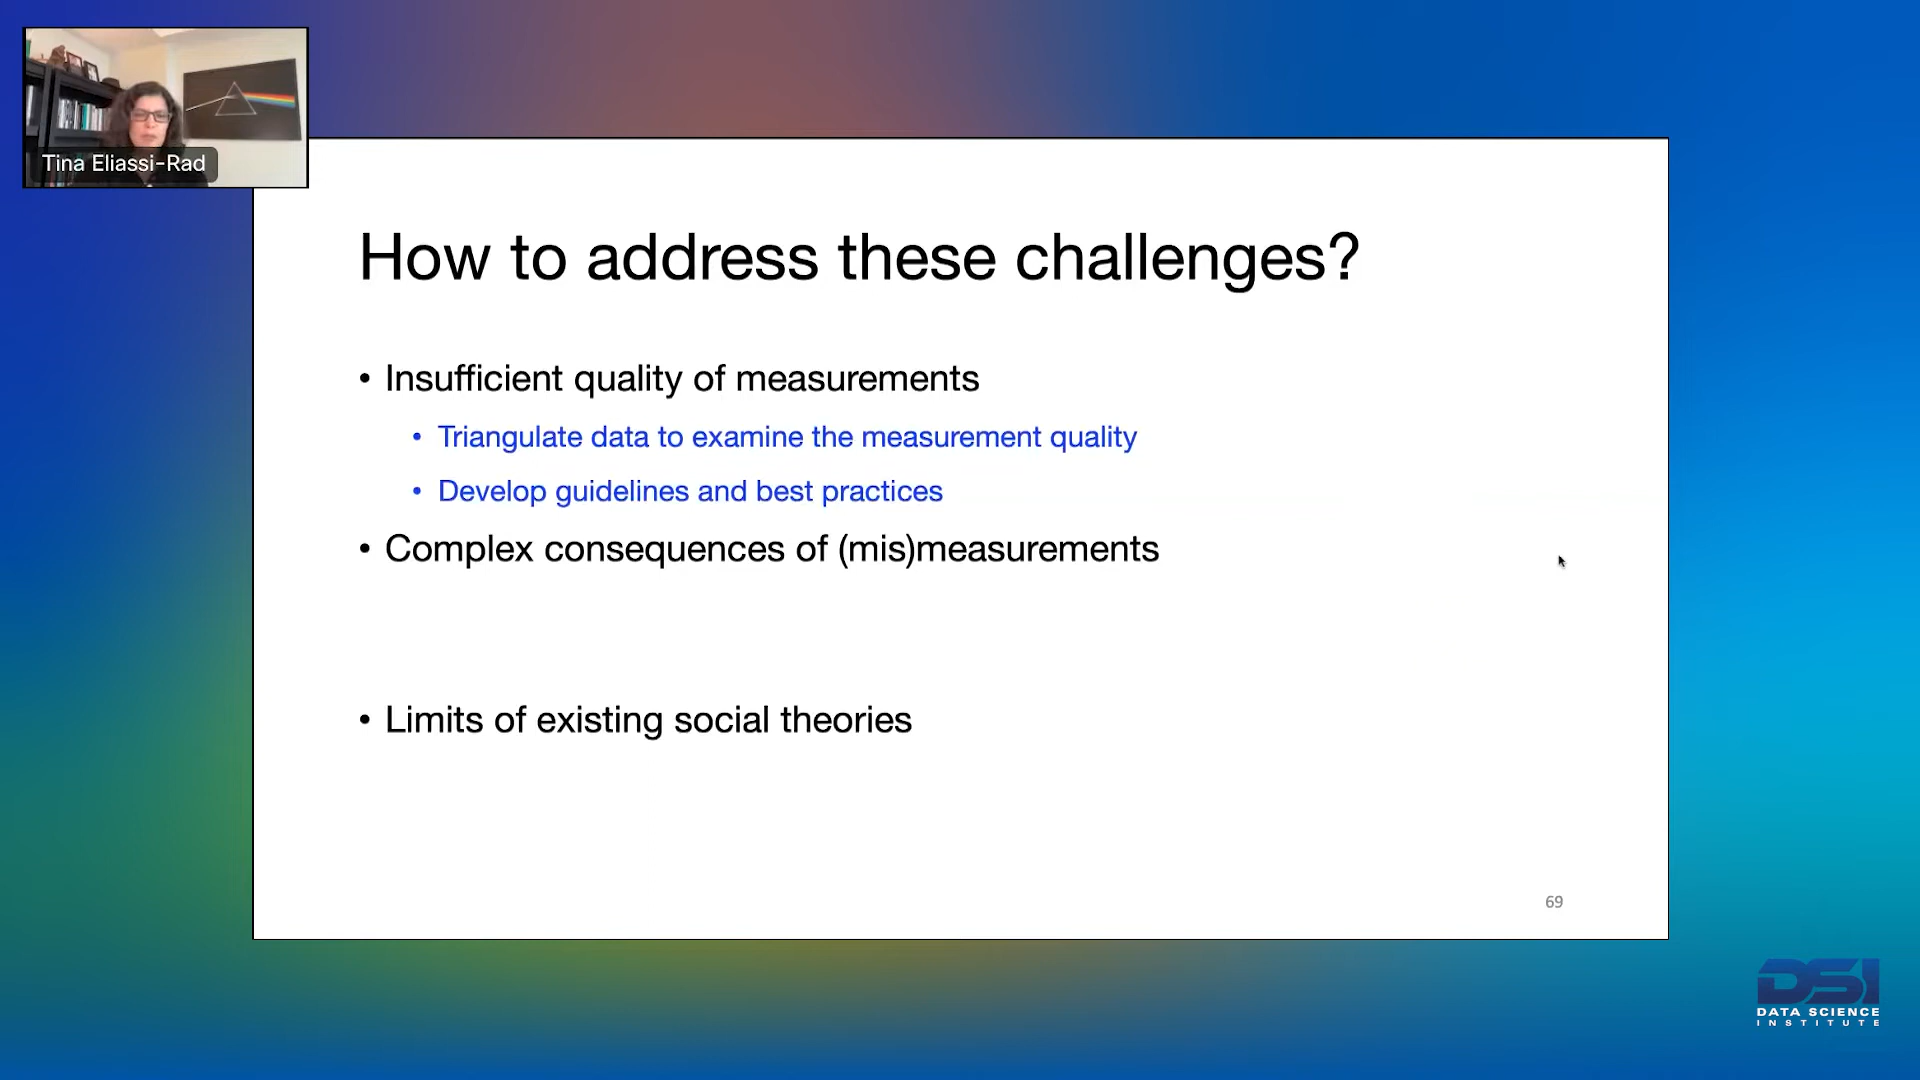 Tina Eliassi-Rad
How to address these challenges?
• Insufficient quality of measurements
• Triangulate data to examine the measurement quality
• Develop guidelines and best practices
• Complex consequences of (mis)measurements
• Limits of existing social theories
69
DSI
DATA SCIENCE
INSTITUTE